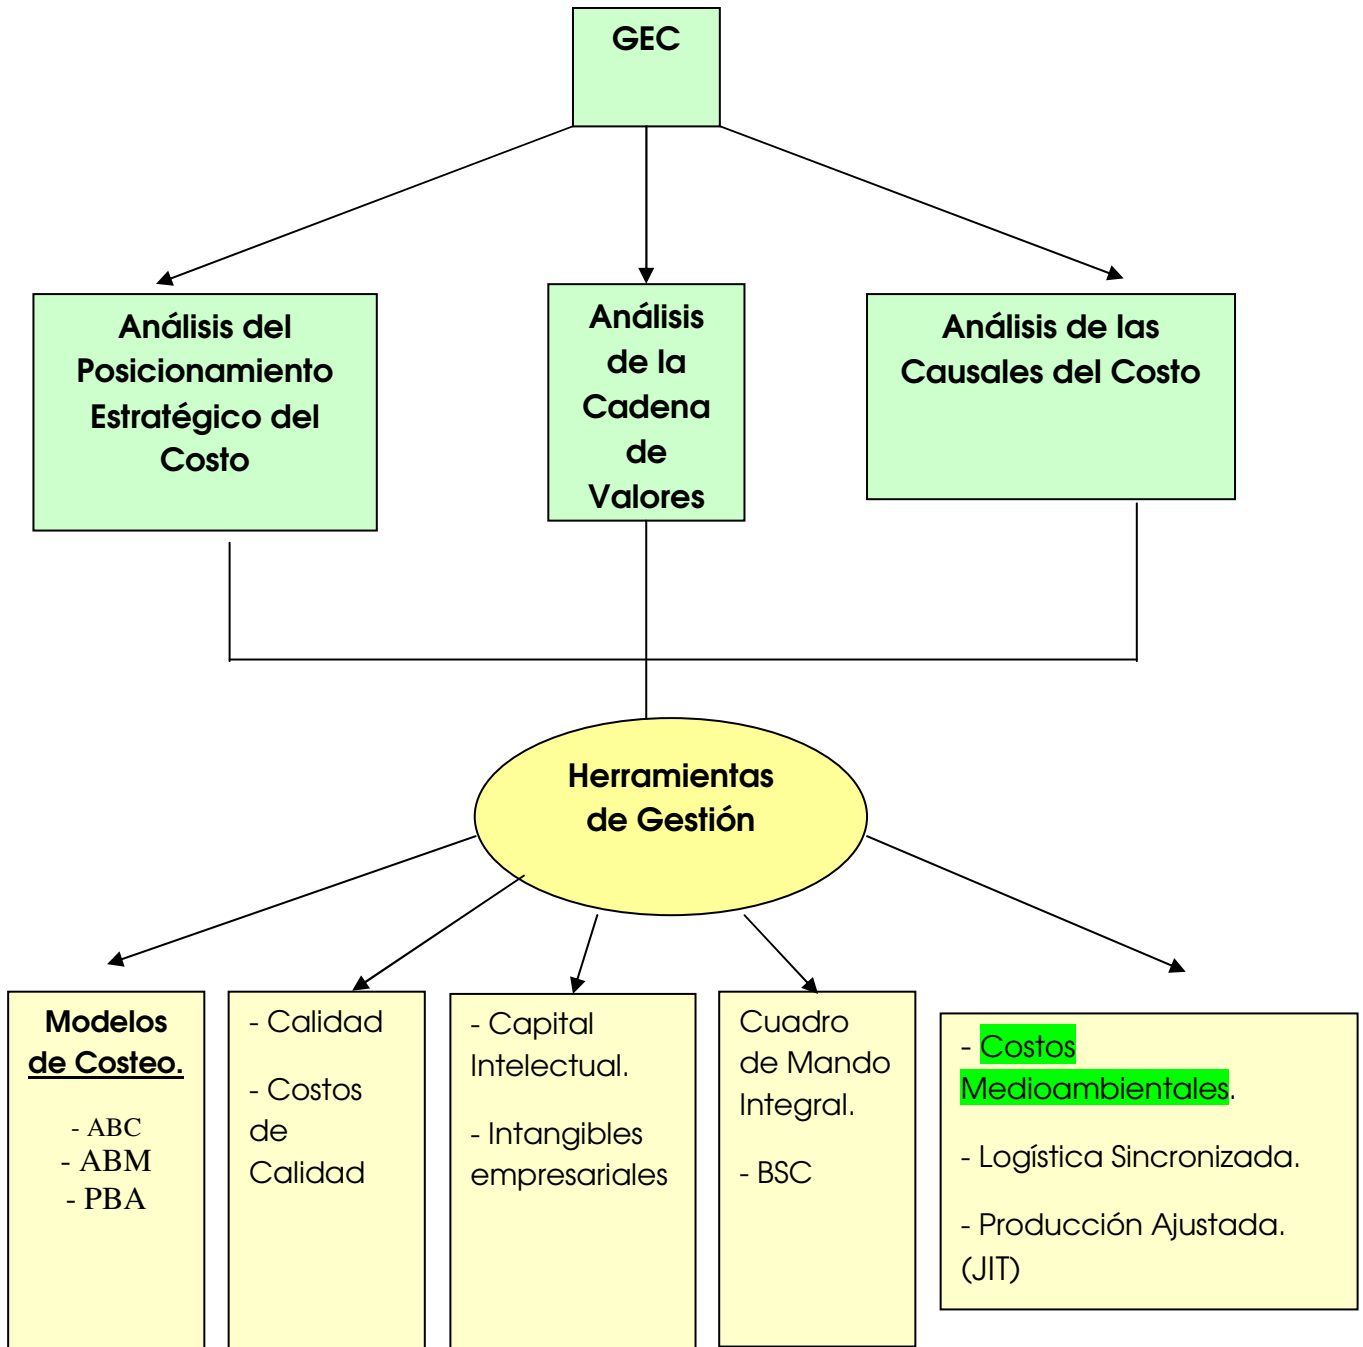 GEC
Análisis del
Posicionamiento
Estratégico del
Costo
Análisis
de la
Cadena
de
Valores
Análisis de las
Causales del Costo
Herramientas
de Gestión
Modelos
de Costeo.
- ABC
- ABM
- PBA
- Calidad
- Costos
de
Calidad
- Capital
Intelectual.
- Intangibles
empresariales
Cuadro
de Mando
Integral.
- BSC
- Costos
Medioambientales.
- Logística Sincronizada.
- Producción Ajustada.
(JIT)